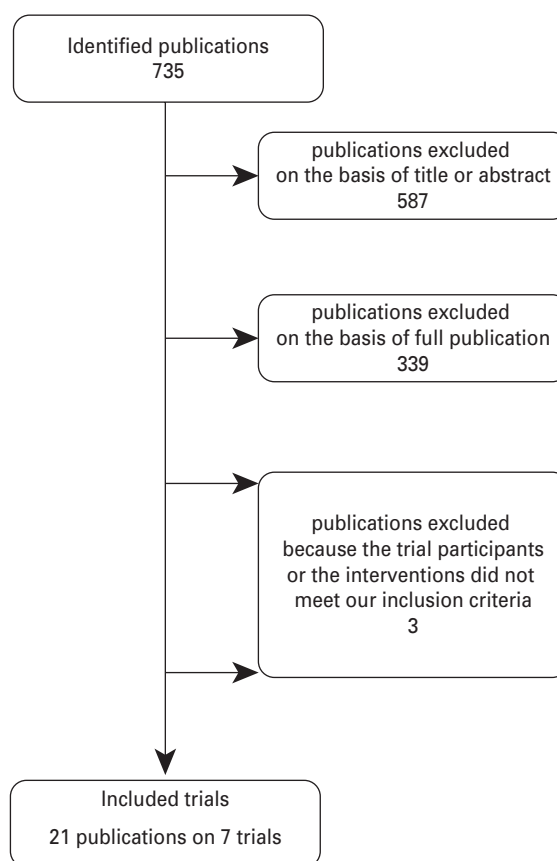 Identified publications
735
publications excluded
on the basis of title or abstract
587
publications excluded
on the basis of full publication
339
publications excluded
because the trial participants
or the interventions did not
meet our inclusion criteria
3
Included trials
21 publications on 7 trials